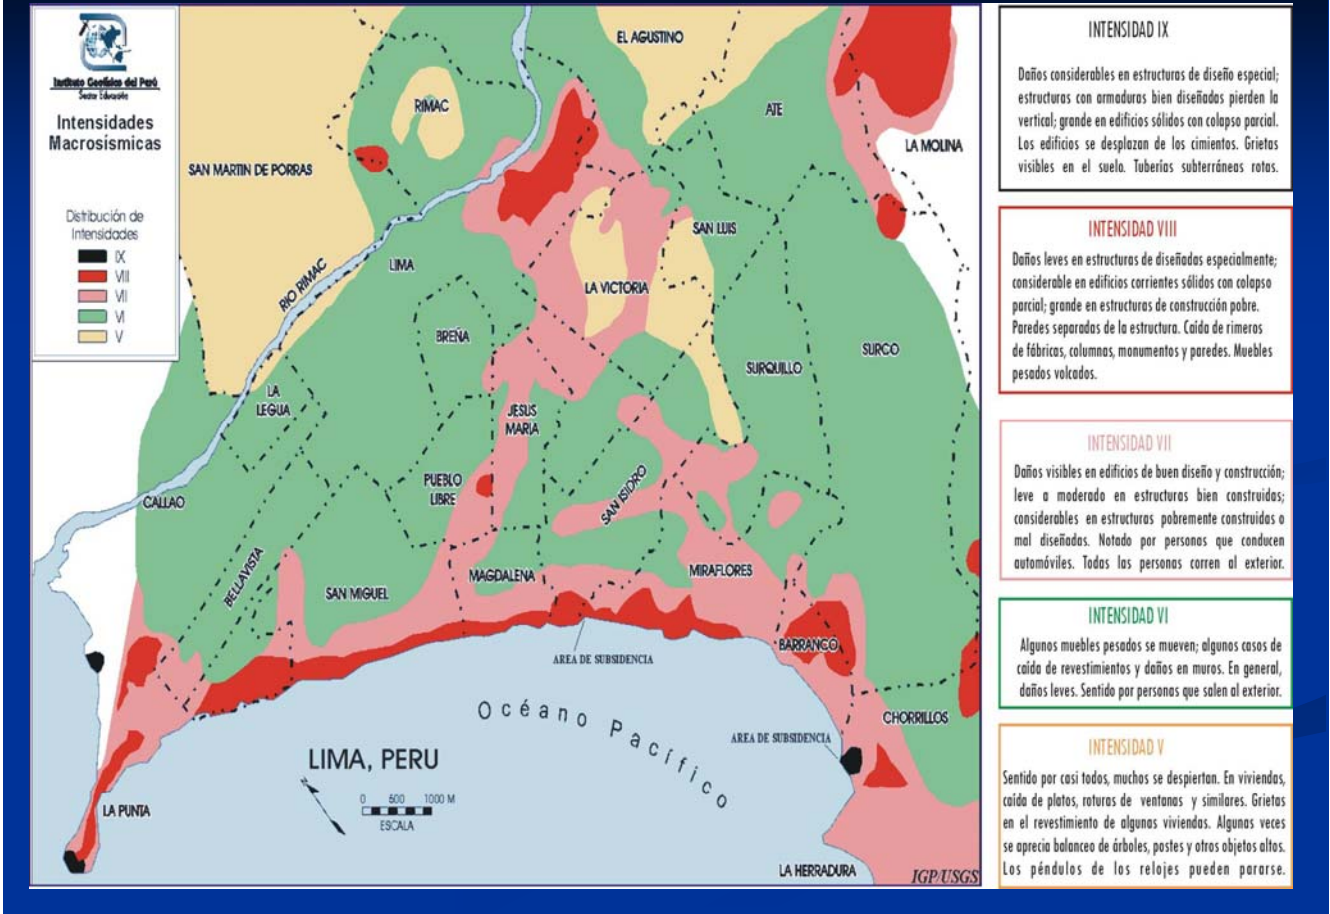 Instituto Geofísico del Perú
Sector Educación
Intensidades
Macrosísmicas
Distribución de
Intensidades
IX
VIII
VII
VI
V
EL AGUSTINO
RIMAC
ATE
LA MOLINA
SAN MARTIN DE PORRAS
SAN LUIS
LIMA
RIO RIMAC
LA VICTORIA
BREÑA
SURCO
SURQUILLO
LA
LEGUA
JESUS
MARIA
PUEBLO
LIBRE
SAN ISIDRO
CALLAO
BELLAVISTA
MAGDALENA
MIRAFLORES
SAN MIGUEL
BARRANCO
AREA DE SUBSIDENCIA
Océano Pacífico
CHORRILLOS
AREA DE SUBSIDENCIA
LIMA, PERU
N
0 500 1000 M
ESCALA
LA PUNTA
LA HERRADURA
IGP/USGS
INTENSIDAD IX
Daños considerables en estructuras de diseño especial;
estructuras con armaduras bien diseñadas pierden la
vertical; grande en edificios sólidos con colapso parcial.
Los edificios se desplazan de los cimientos. Grietas
visibles en el suelo. Tuberías subterráneas rotas.
INTENSIDAD VIII
Daños leves en estructuras de diseñadas especialmente;
considerable en edificios corrientes sólidos con colapso
parcial; grande en estructuras de construcción pobre.
Paredes separadas de la estructura. Caída de rimeros
de fábricas, columnas, monumentos y paredes. Muebles
pesados volcados.
INTENSIDAD VII
Daños visibles en edificios de buen diseño y construcción;
leve a moderado en estructuras bien construidas;
considerables en estructuras pobremente construidas o
mal diseñadas. Notado por personas que conducen
automóviles. Todas las personas corren al exterior.
INTENSIDAD VI
Algunos muebles pesados se mueven; algunos casos de
caída de revestimientos y daños en muros. En general,
daños leves. Sentido por personas que salen al exterior.
INTENSIDAD V
Sentido por casi todos, muchos se despiertan. En viviendas,
caída de platos, roturas de ventanas y similares. Grietas
en el revestimiento de algunas viviendas. Algunas veces
se aprecia balanceo de árboles, postes y otros objetos altos.
Los péndulos de los relojes pueden pararse.